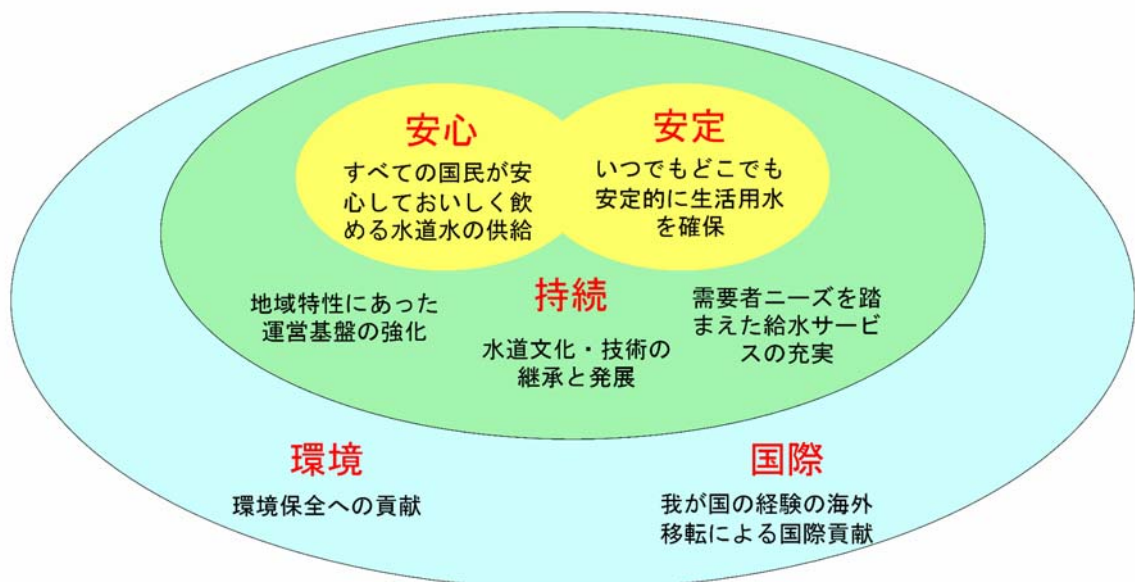 安心
すべての国民が安
心しておいしく飲
める水道水の供給
安定
いつでもどこでも
安定的に生活用水
を確保
持続
地域特性にあった
運営基盤の強化
水道文化・技術の
継承と発展
需要者ニーズを踏
まえた給水サービ
スの充実
環境
環境保全への貢献
国際
我が国の経験の海外
移転による国際貢献